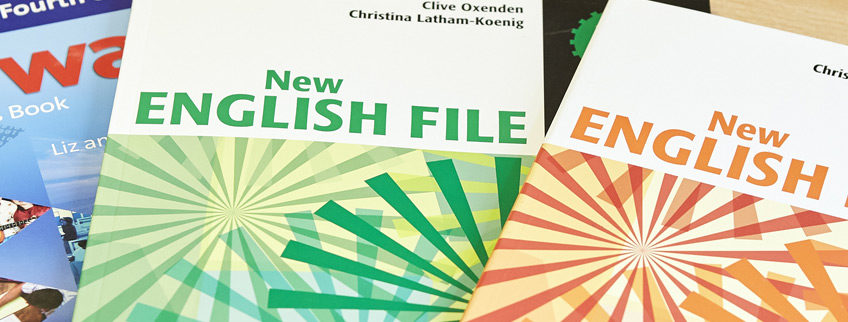 Fourth
wa
Book
Liz an
Clive Oxenden
Christina Latham-Koenig
New
ENGLISH FILE
Chris
New
ENGLISH